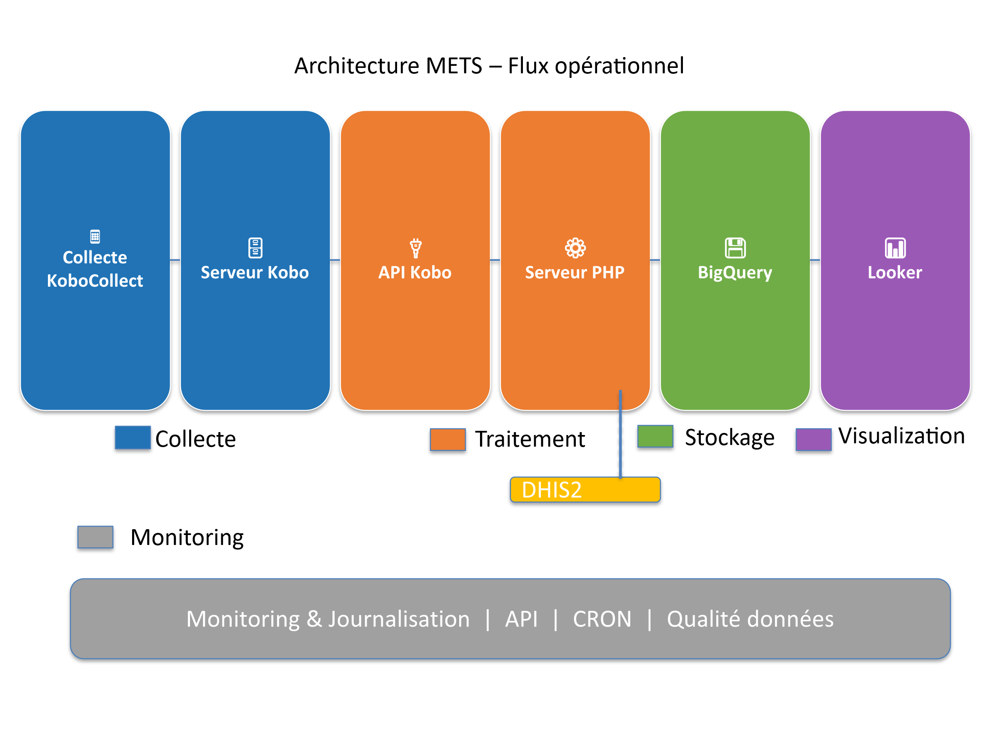 Architecture METS – Flux opérationnel
Collecte
KoboCollect
Serveur Kobo
API Kobo
Serveur PHP
BigQuery
Looker
Collecte
Traitement
Stockage
Visualization
DHIS2
Monitoring
Monitoring & Journalisation | API | CRON | Qualité données